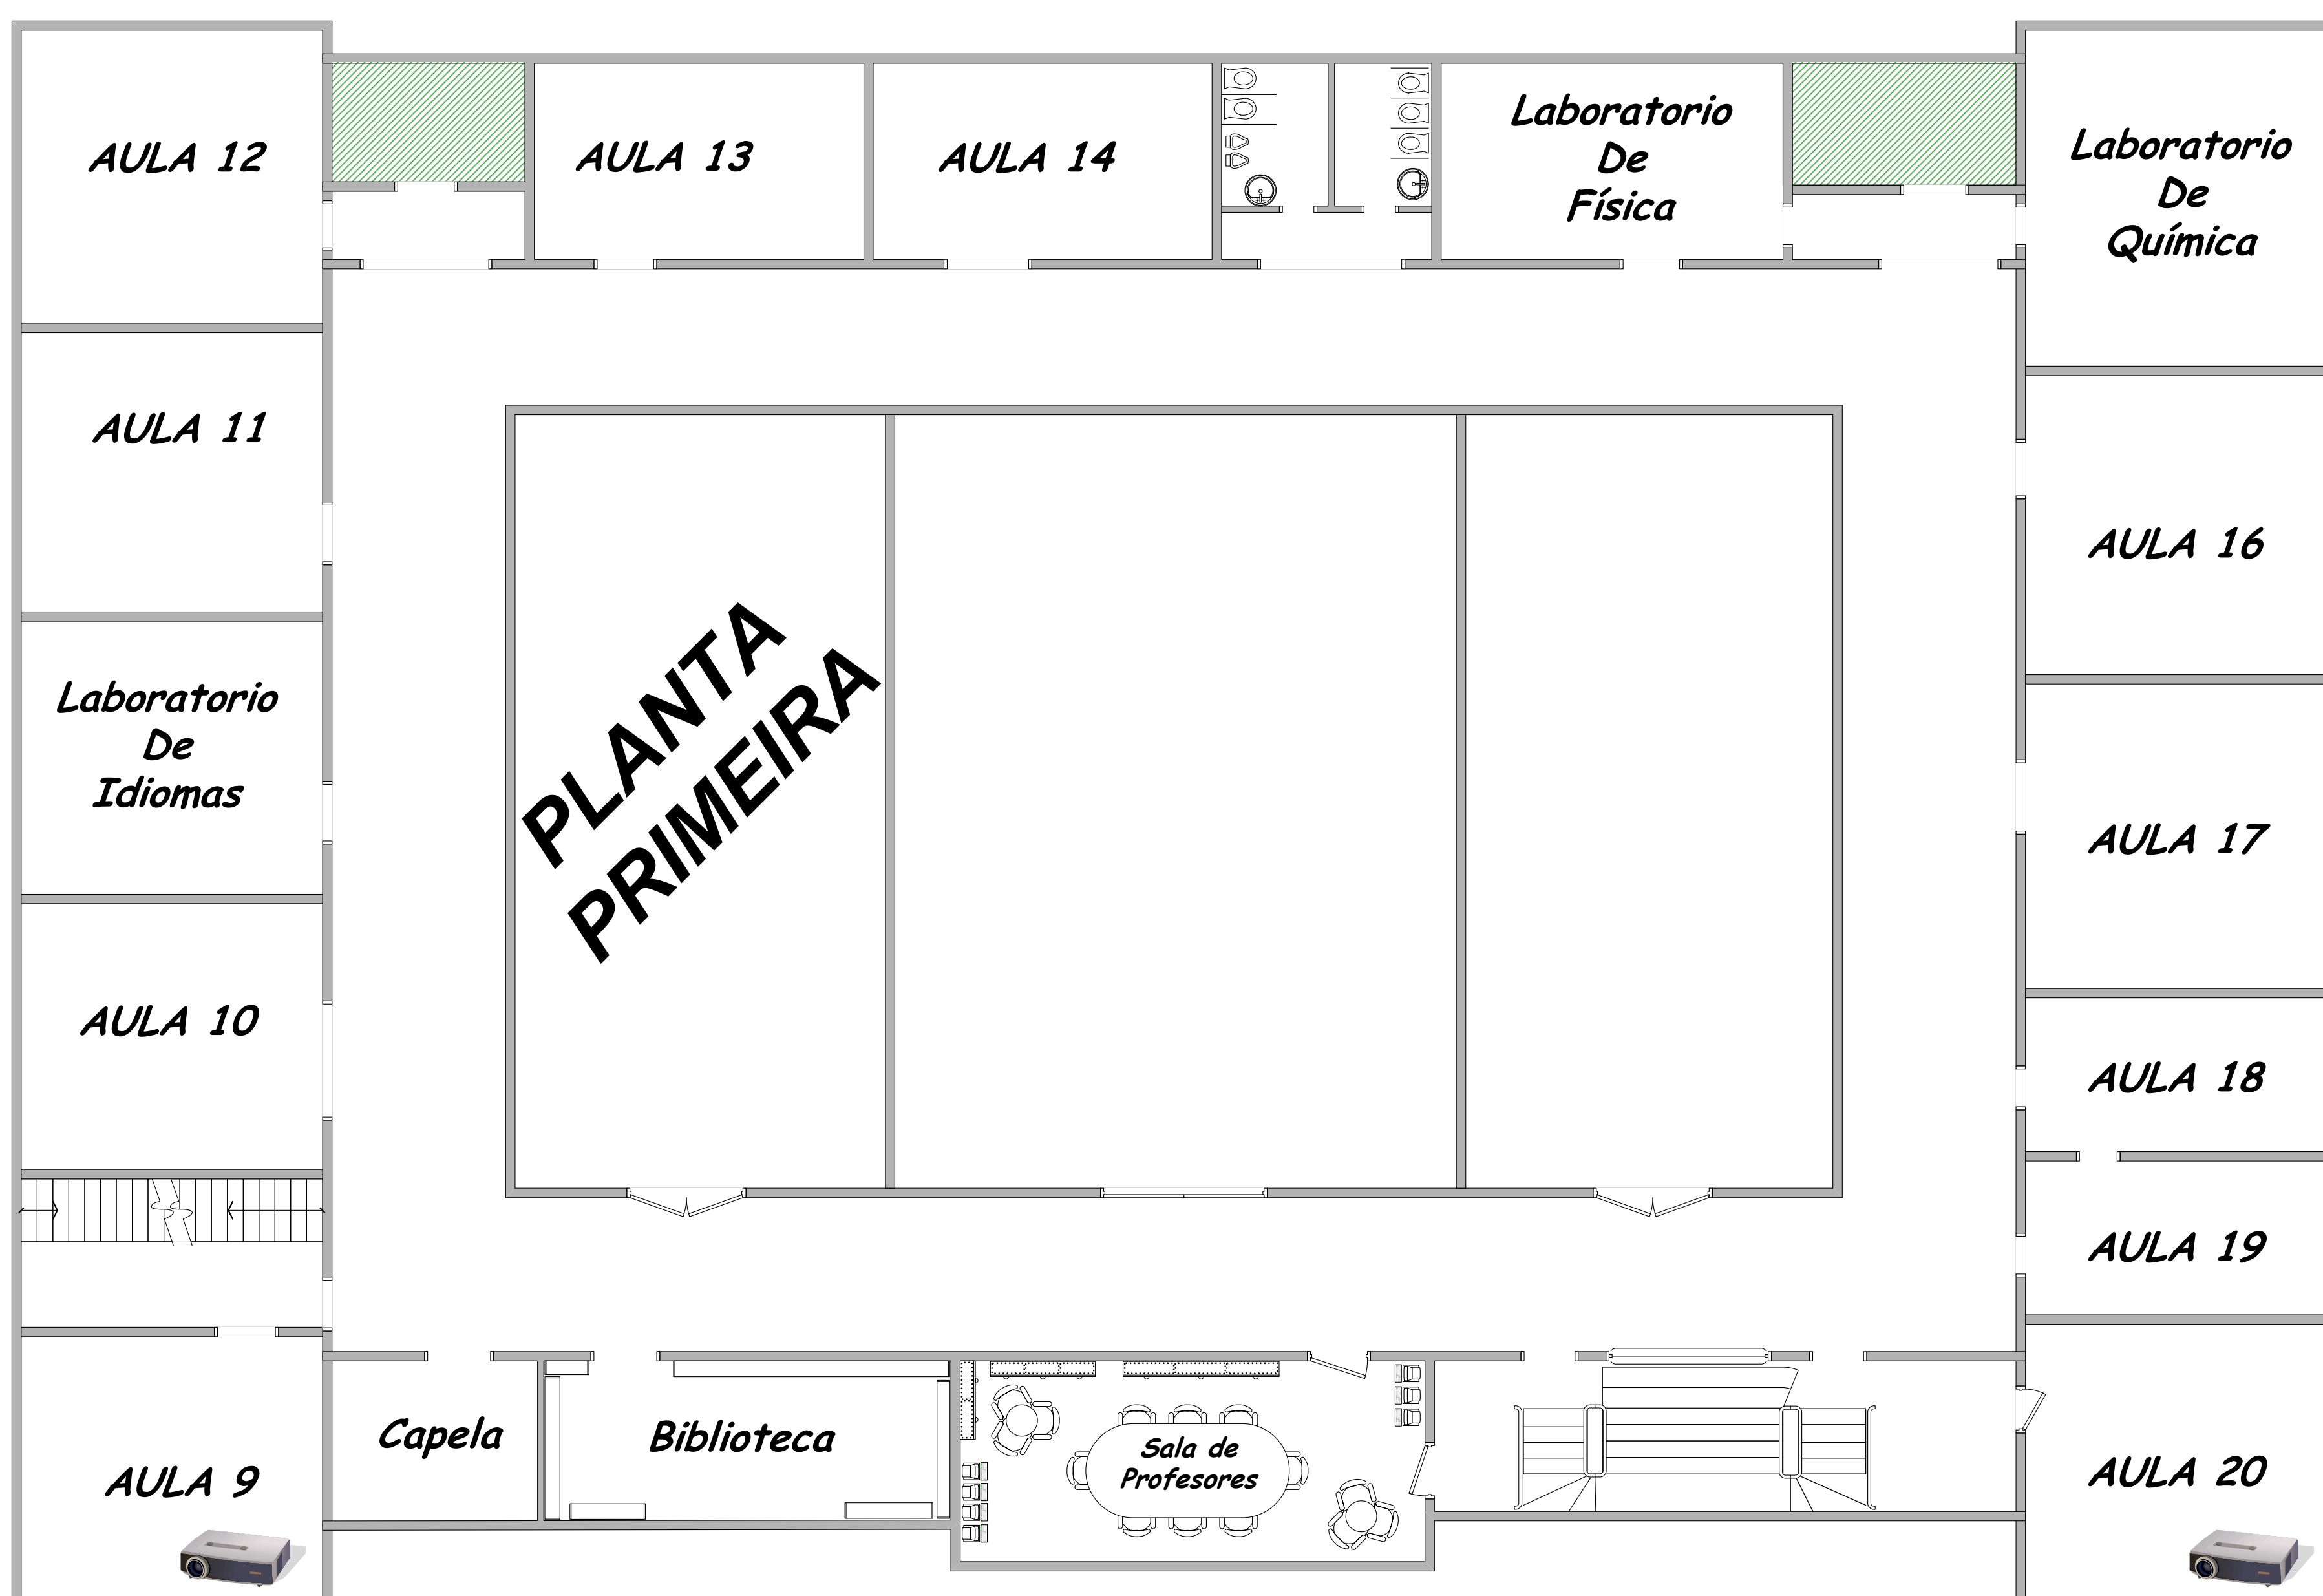 AULA 12
AULA 13
AULA 14
Laboratorio
De
Física
Laboratorio
De
Química
AULA 11
AULA 16
PLANTA
PRIMEIRA
Laboratorio
De
Idiomas
AULA 17
AULA 10
AULA 18
AULA 19
Capela
Biblioteca
Sala de
Profesores
AULA 9
AULA 20